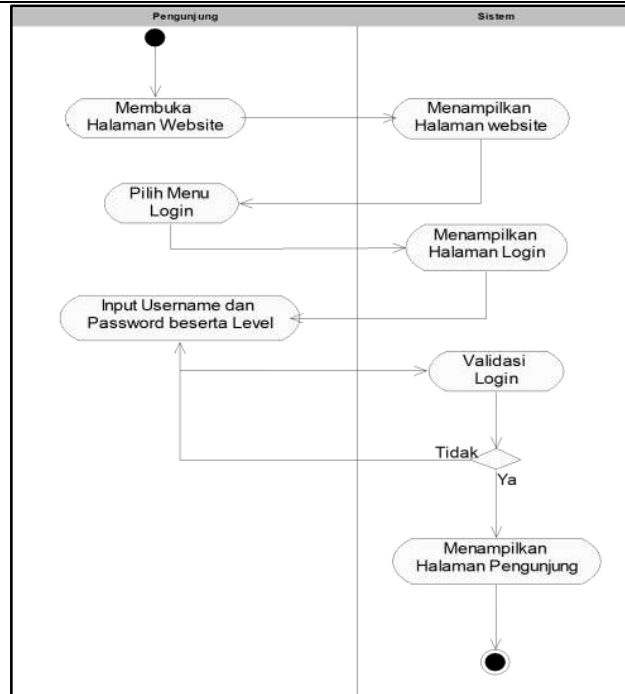 Pengunjung
Sistem
Membuka
Halaman Website
Menampilkan
Halaman website
Pilih Menu
Login
Menampilkan
Halaman Login
Input Username dan
Password beserta Level
Validasi
Login
Tidak
Ya
Menampilkan
Halaman Pengunjung